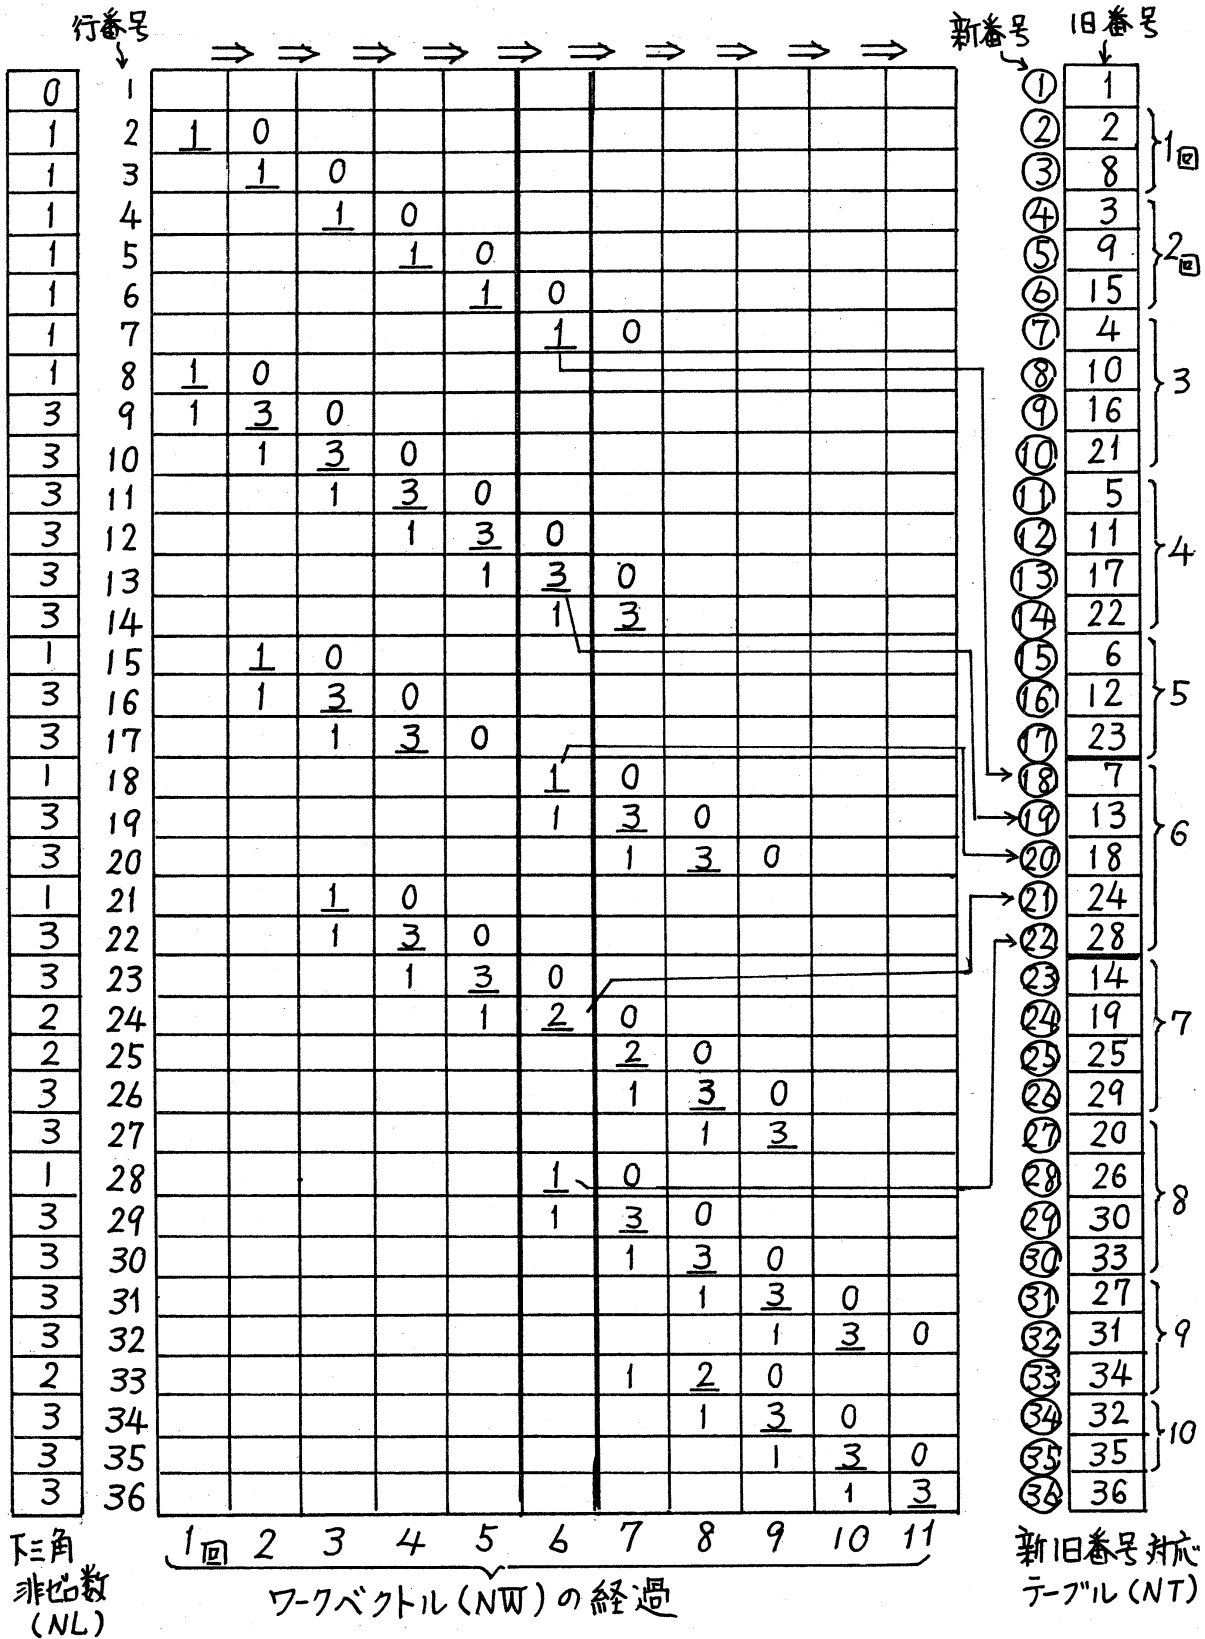 行番号 新番号 旧番号
⇒ ⇒ ⇒ ⇒ ⇒ ⇒ ⇒ ⇒ ⇒ ⇒
0 1 ① 1
1 2 1 0 ② 2
1 3 1 0 ③ 8 1回
1 4 1 0 ④ 3
1 5 1 0 ⑤ 9 2回
1 6 1 0 ⑥ 15
1 7 1 0 ⑦ 4
1 8 1 0 ⑧ 10 3
3 9 1 3 0 ⑨ 16
3 10 1 3 0 ⑩ 21
3 11 1 3 0 ⑪ 5
3 12 1 3 0 ⑫ 11 4
3 13 1 3 0 ⑬ 17
3 14 1 3 ⑭ 22
1 15 1 0 ⑮ 6
3 16 1 3 0 ⑯ 12 5
3 17 1 3 0 ⑰ 23
1 18 1 0 ⑱ 7
3 19 1 3 0 ⑲ 13 6
3 20 1 3 0 ⑳ 18
1 21 1 0 ㉑ 24
3 22 1 3 0 ㉒ 28
3 23 1 3 0 ㉓ 14
2 24 1 2 0 ㉔ 19 7
2 25 2 0 ㉕ 25
3 26 1 3 0 ㉖ 29
3 27 1 3 ㉗ 20
1 28 1 0 ㉘ 26 8
3 29 1 3 0 ㉙ 30
3 30 1 3 0 ㉚ 33
3 31 1 3 0 ㉛ 27
3 32 1 3 0 ㉜ 31 9
2 33 1 2 0 ㉝ 34
3 34 1 3 0 ㉞ 32 10
3 35 1 3 0 ㉟ 35
3 36 1 3 ㊱ 36
1回 2 3 4 5 6 7 8 9 10 11
下三角
非ゼロ数
(NL)
ワークベクトル(NW)の経過
新旧番号対応
テーブル(NT)